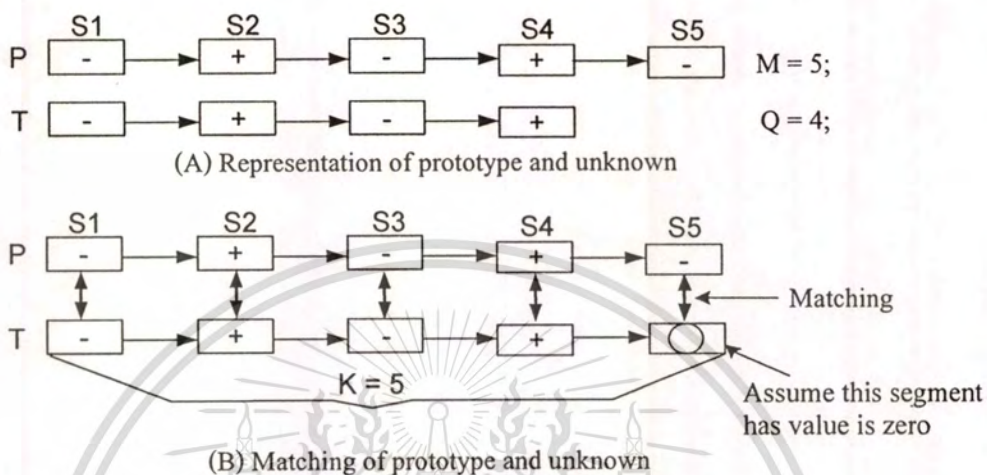 S1 S2 S3 S4 S5
P - + - + - M = 5;
T - + - + Q = 4;
(A) Representation of prototype and unknown
S1 S2 S3 S4 S5
P - + - + -
Matching
T - + - +
K = 5
Assume this segment
has value is zero
(B) Matching of prototype and unknown